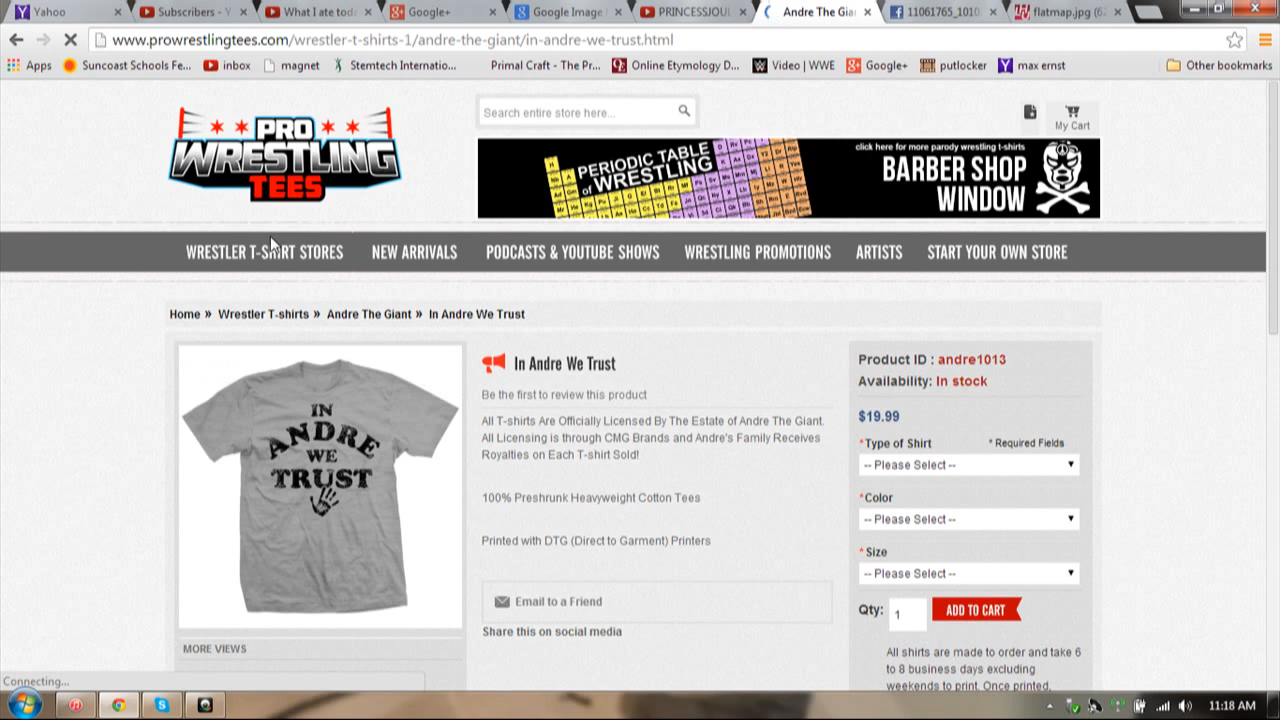 Yahoo
Subscribers - Y
What I ate toda
Google+
Google Image
PRINCESSJOUL
Andre The Gia
11061765_1010
flatmap.jpg (62
www.prowrestlingtees.com/wrestler-t-shirts-1/andre-the-giant/in-andre-we-trust.html
Apps
Suncoast Schools Fe...
inbox
magnet
Stemtech Internatio...
Primal Craft - The Pr...
Online Etymology D...
Video | WWE
Google+
putlocker
max ernst
Other bookmarks
PRO
WRESTLING
TEES
Search entire store here...
My Cart
PERIODIC TABLE
of WRESTLING
click here for more parody wrestling t-shirts
BARBER SHOP
WINDOW
WRESTLER T-SHIRT STORES
NEW ARRIVALS
PODCASTS & YOUTUBE SHOWS
WRESTLING PROMOTIONS
ARTISTS
START YOUR OWN STORE
Home » Wrestler T-shirts » Andre The Giant » In Andre We Trust
IN
ANDRE
WE
TRUST
MORE VIEWS
In Andre We Trust
Be the first to review this product
All T-shirts Are Officially Licensed By The Estate of Andre The Giant.
All Licensing is through CMG Brands and Andre's Family Receives
Royalties on Each T-shirt Sold!
100% Preshrunk Heavyweight Cotton Tees
Printed with DTG (Direct to Garment) Printers
Email to a Friend
Share this on social media
Product ID : andre1013
Availability: In stock
$19.99
*Type of Shirt
* Required Fields
-- Please Select --
*Color
-- Please Select --
*Size
-- Please Select --
Qty: 1
ADD TO CART
All shirts are made to order and take 6
to 8 business days excluding
weekends to print. Once printed,
Connecting...
11:18 AM